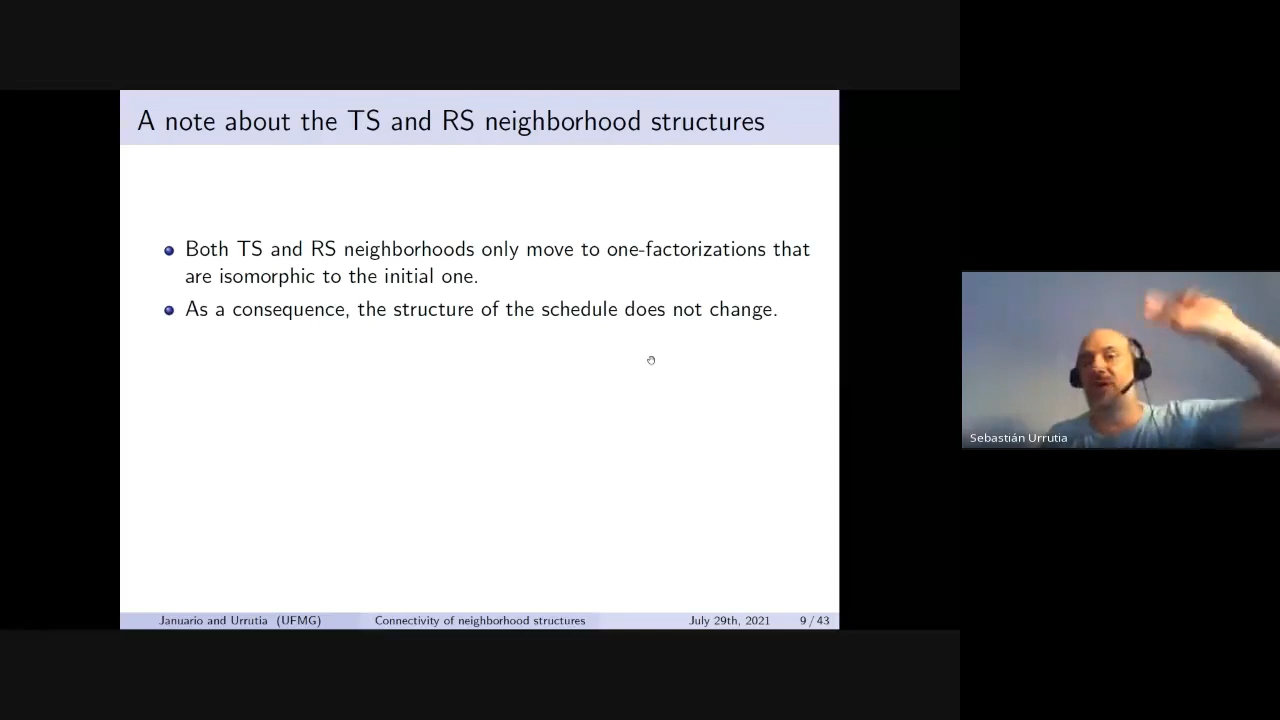 A note about the TS and RS neighborhood structures
Both TS and RS neighborhoods only move to one-factorizations that
are isomorphic to the initial one.
As a consequence, the structure of the schedule does not change.
Sebastián Urrutia
Januario and Urrutia (UFMG) Connectivity of neighborhood structures July 29th, 2021 9 / 43